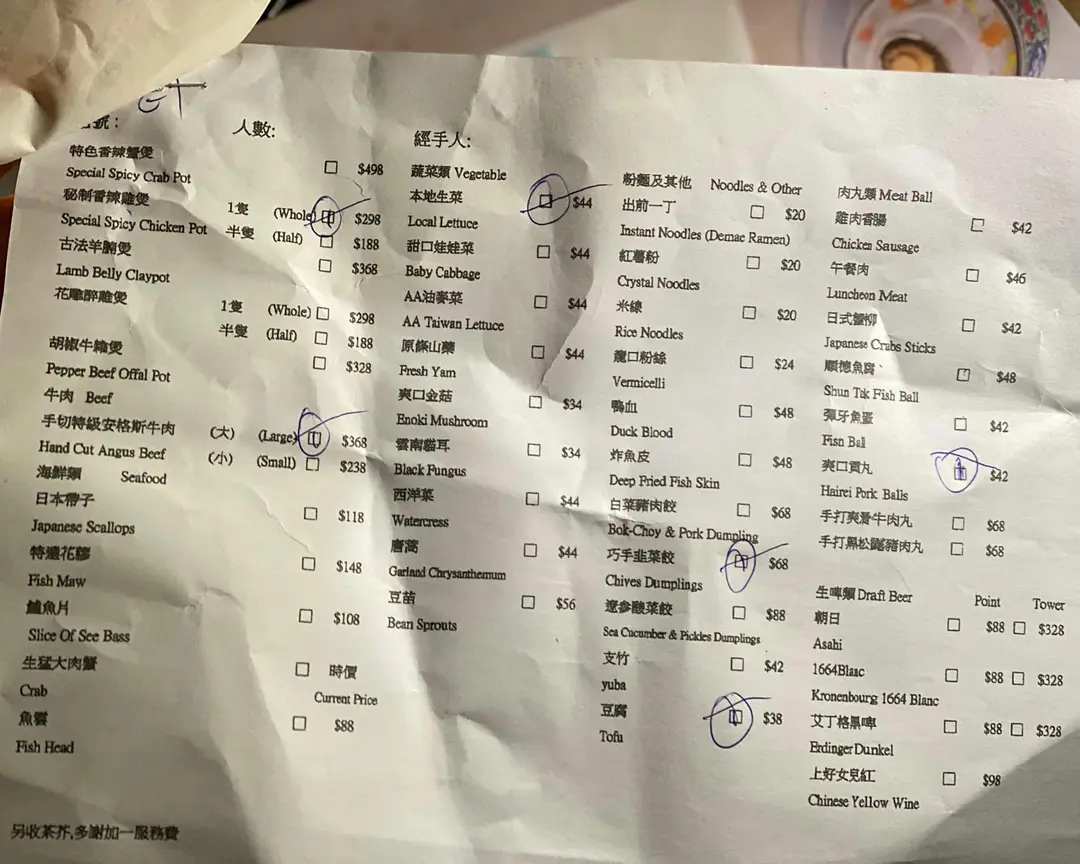 GT
號：
人數:
經手人:
特色香辣蟹煲
Special Spicy Crab Pot
□ $498
秘制香辣雞煲
1隻 (Whole) □ $298
Special Spicy Chicken Pot
半隻 (Half) □ $188
古法羊腩煲
□ $368
Lamb Belly Claypot
花雕醉雞煲
1隻 (Whole) □ $298
半隻 (Half) □ $188
胡椒牛雜煲
□ $328
Pepper Beef Offal Pot
牛肉 Beef
手切特級安格斯牛肉 (大) (Large) □ $368
Hand Cut Angus Beef (小) (Small) □ $238
海鮮類 Seafood
日本帶子
□ $118
Japanese Scallops
特選花膠
□ $148
Fish Maw
鱸魚片
□ $108
Slice Of See Bass
生猛大肉蟹
□ 時價
Crab
Current Price
魚雲
□ $88
Fish Head
另收茶芥,多謝加一服務費
蔬菜類 Vegetable
本地生菜
□ $44
Local Lettuce
甜口娃娃菜
□ $44
Baby Cabbage
AA油麥菜
□ $44
AA Taiwan Lettuce
原條山藥
□ $44
Fresh Yam
爽口金菇
□ $34
Enoki Mushroom
雲南貓耳
□ $34
Black Fungus
西洋菜
□ $44
Watercress
唐蒿
□ $44
Garland Chrysanthemum
豆苗
□ $56
Bean Sprouts
粉麵及其他 Noodles & Other
出前一丁
□ $20
Instant Noodles (Demae Ramen)
紅薯粉
□ $20
Crystal Noodles
米線
□ $20
Rice Noodles
龍口粉絲
□ $24
Vermicelli
鴨血
□ $48
Duck Blood
炸魚皮
□ $48
Deep Fried Fish Skin
白菜豬肉餃
□ $68
Bok-Choy & Pork Dumpling
巧手韭菜餃
□ $68
Chives Dumplings
遼參酸菜餃
□ $88
Sea Cucumber & Pickles Dumplings
支竹
□ $42
yuba
豆腐
□ $38
Tofu
肉丸類 Meat Ball
雞肉香腸
□ $42
Chicken Sausage
午餐肉
□ $46
Luncheon Meat
日式蟹柳
□ $42
Japanese Crabs Sticks
順德魚腐
□ $48
Shun Tak Fish Ball
彈牙魚蛋
□ $42
Fisn Ball
爽口貢丸
□ $42
Hairei Pork Balls
手打爽滑牛肉丸 □ $68
手打黑松露豬肉丸 □ $68
生啤類 Draft Beer Point Tower
朝日
□ $88 □ $328
Asahi
1664Blanc
□ $88 □ $328
Kronenbourg 1664 Blanc
艾丁格黑啤
□ $88 □ $328
Erdinger Dunkel
上好女兒紅
□ $98
Chinese Yellow Wine